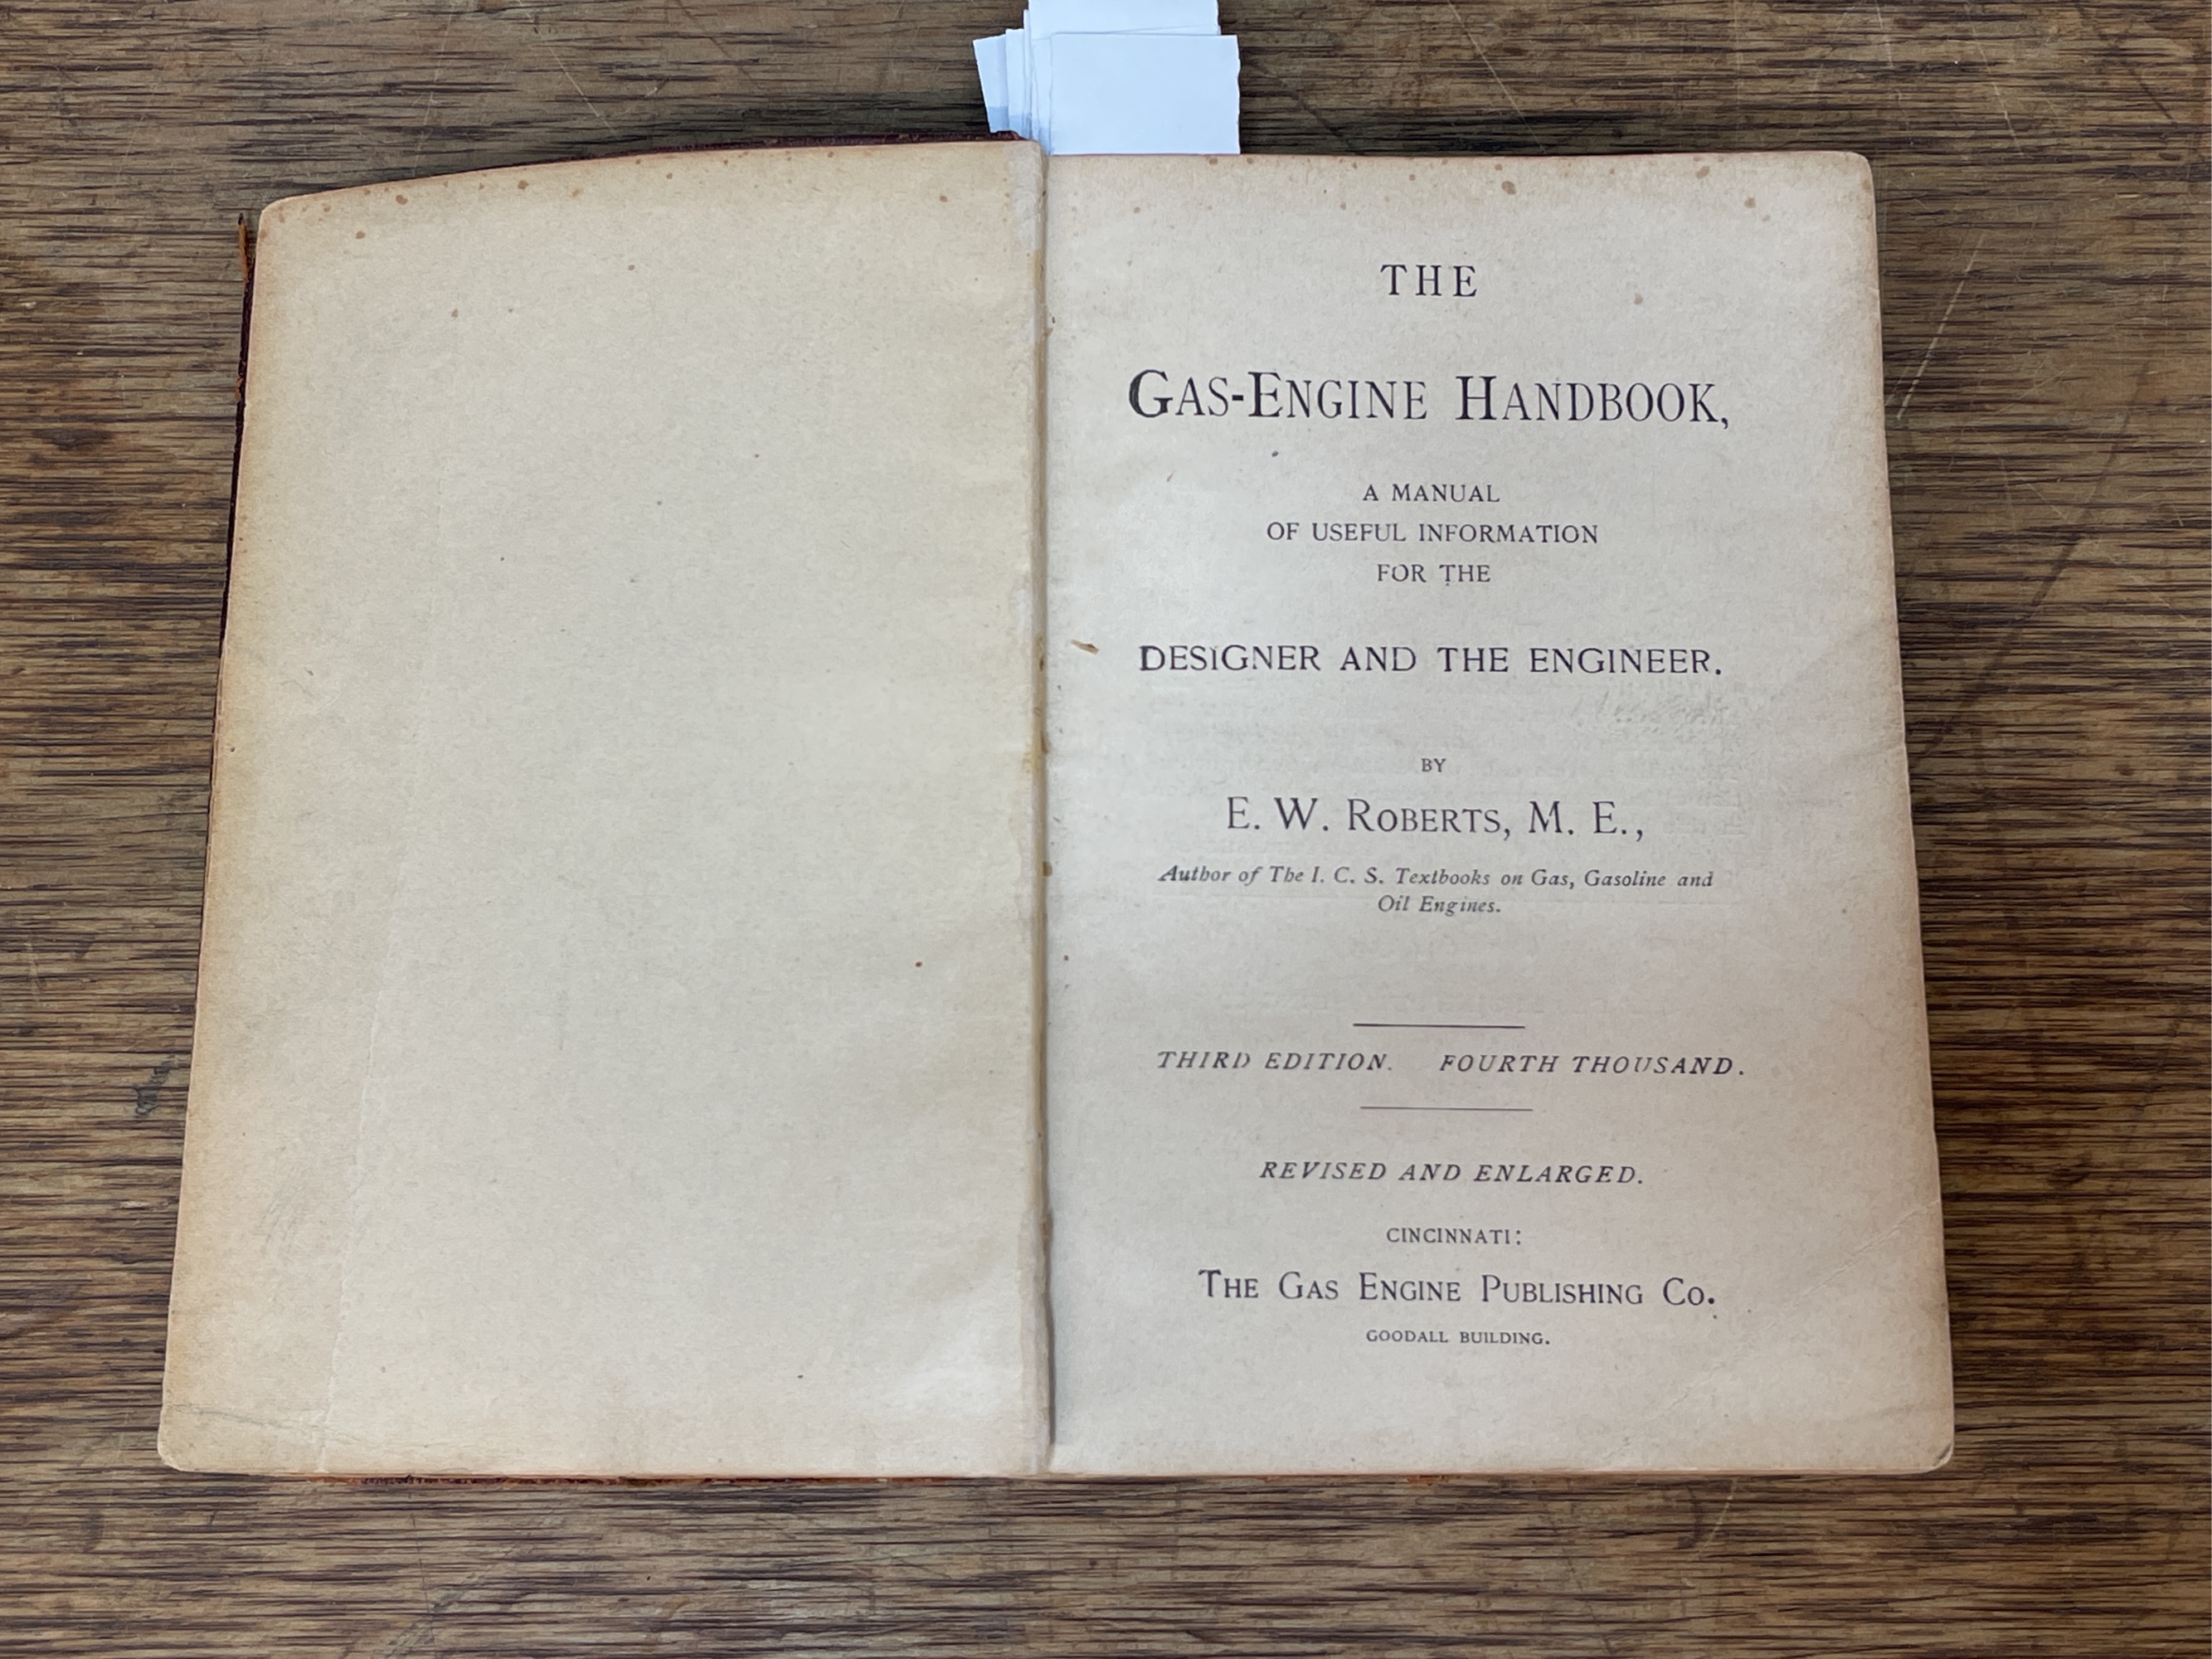 THE
GAS-ENGINE HANDBOOK,
A MANUAL
OF USEFUL INFORMATION
FOR THE
DESIGNER AND THE ENGINEER.
BY
E. W. ROBERTS, M. E.,
Author of The I. C. S. Textbooks on Gas, Gasoline and
Oil Engines.
THIRD EDITION. FOURTH THOUSAND.
REVISED AND ENLARGED.
CINCINNATI:
THE GAS ENGINE PUBLISHING CO.
GOODALL BUILDING.